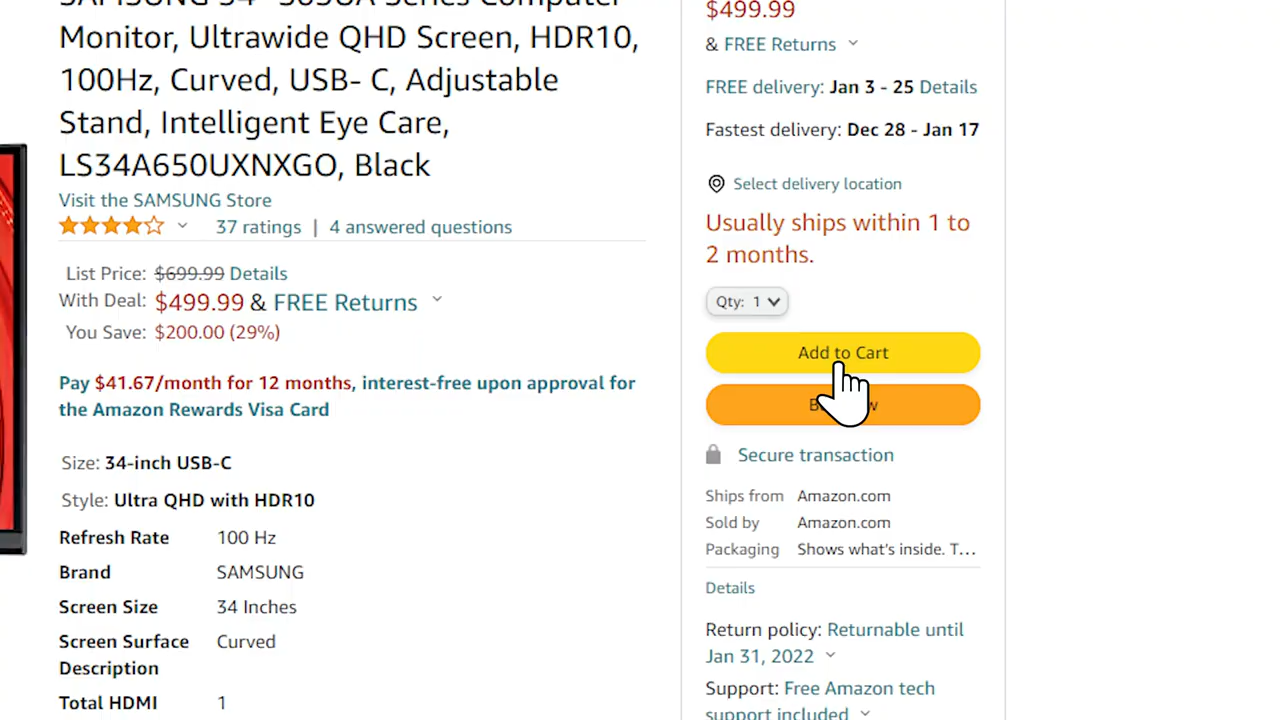 Monitor, Ultrawide QHD Screen, HDR10,
100Hz, Curved, USB- C, Adjustable
Stand, Intelligent Eye Care,
LS34A650UXNXGO, Black
Visit the SAMSUNG Store
37 ratings | 4 answered questions
List Price: $699.99 Details
With Deal: $499.99 & FREE Returns
You Save: $200.00 (29%)
Pay $41.67/month for 12 months, interest-free upon approval for
the Amazon Rewards Visa Card
Size: 34-inch USB-C
Style: Ultra QHD with HDR10
Refresh Rate 100 Hz
Brand SAMSUNG
Screen Size 34 Inches
Screen Surface Curved
Description
Total HDMI 1
$499.99
& FREE Returns
FREE delivery: Jan 3 - 25 Details
Fastest delivery: Dec 28 - Jan 17
Select delivery location
Usually ships within 1 to
2 months.
Qty: 1
Add to Cart
Secure transaction
Ships from Amazon.com
Sold by Amazon.com
Packaging Shows what's inside. T...
Details
Return policy: Returnable until
Jan 31, 2022
Support: Free Amazon tech
support included